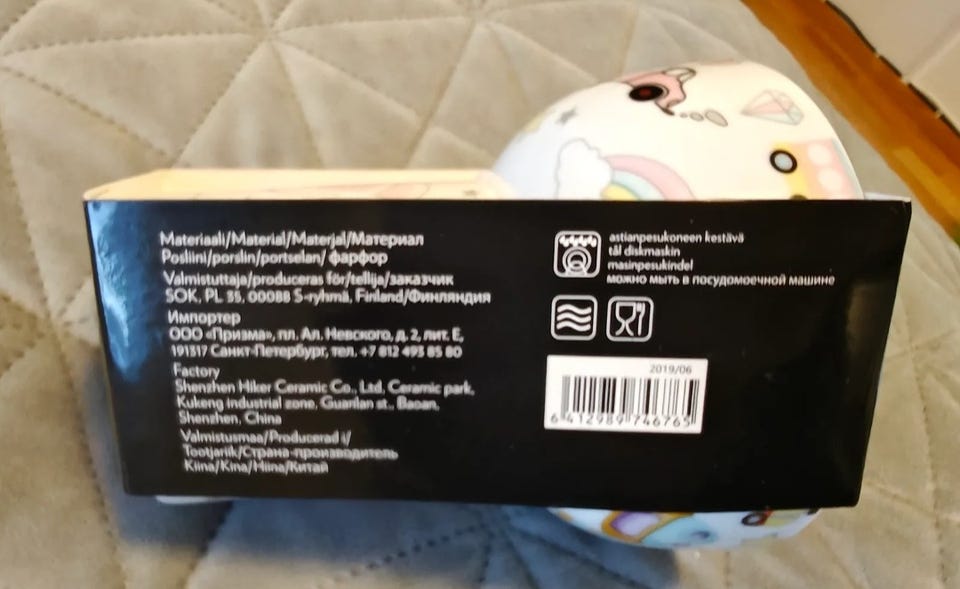 Materiaali/Material/Materjal/Материал
Posliini/porslin/portselan/ фарфор
Valmistuttaja/produceras för/tellija/заказчик
SOK, PL 35, 00088 S-ryhmä, Finland/Финляндия
Импортер
ООО «Призма», пл. Ал. Невского, д. 2, лит. Е,
191317 Санкт-Петербург, тел. +7 812 493 85 80
Factory
Shenzhen Hiker Ceramic Co., Ltd, Ceramic park,
Kukeng industrial zone, Guanlan st., Baoan,
Shenzhen, China
Valmistusmaa/Producerad i/
Tootjariik/Страна-производитель
Kiina/Kina/Hiina/Китай
astianpesukoneen kestävä
tål diskmaskin
masinpesukindel
можно мыть в посудомоечной машине
2019/06
6 412989 746765